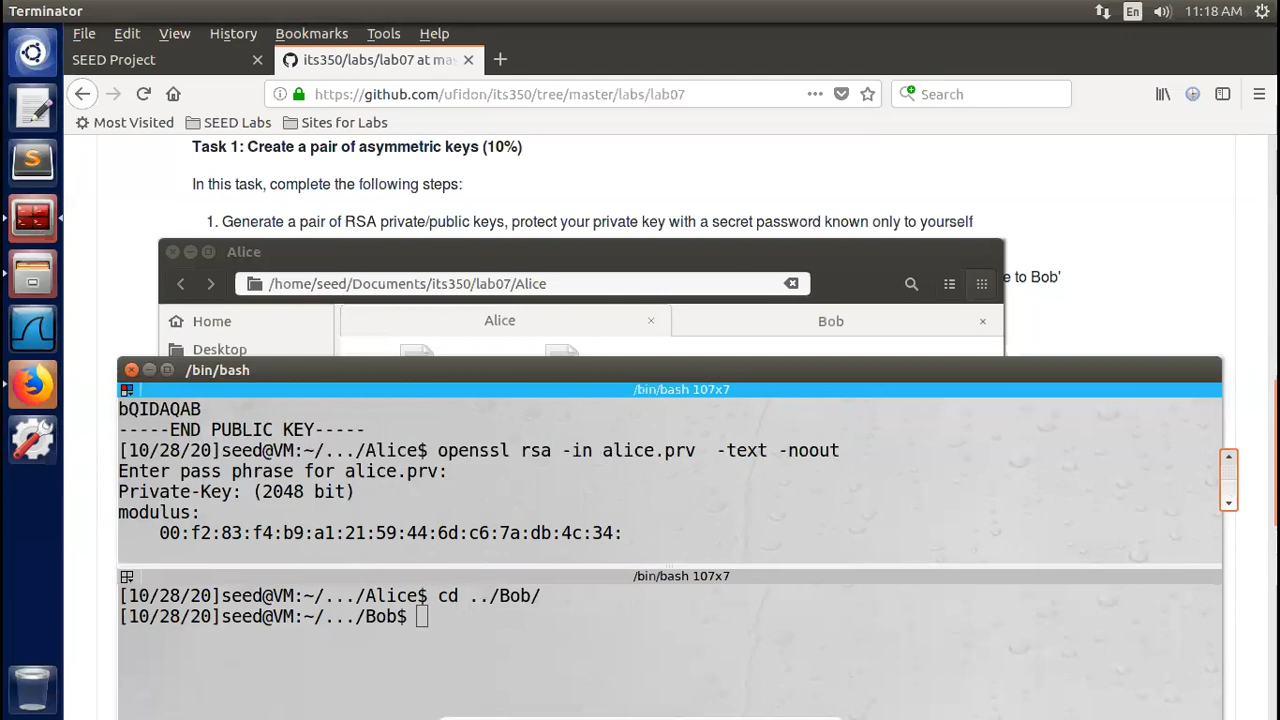 Terminator
En
11:18 AM
File Edit View History Bookmarks Tools Help
SEED Project
its350/labs/lab07 at mas
https://github.com/ufidon/its350/tree/master/labs/lab07
Search
Most Visited
SEED Labs
Sites for Labs
Task 1: Create a pair of asymmetric keys (10%)
In this task, complete the following steps:
1. Generate a pair of RSA private/public keys, protect your private key with a secret password known only to yourself
Alice
e to Bob'
/home/seed/Documents/its350/lab07/Alice
Home
Alice
Bob
Desktop
/bin/bash
/bin/bash 107x7
bQIDAQAB
-----END PUBLIC KEY-----
[10/28/20]seed@VM:~/.../Alice$ openssl rsa -in alice.prv  -text -noout
Enter pass phrase for alice.prv:
Private-Key: (2048 bit)
modulus:
    00:f2:83:f4:b9:a1:21:59:44:6d:c6:7a:db:4c:34:
/bin/bash 107x7
[10/28/20]seed@VM:~/.../Alice$ cd ../Bob/
[10/28/20]seed@VM:~/.../Bob$